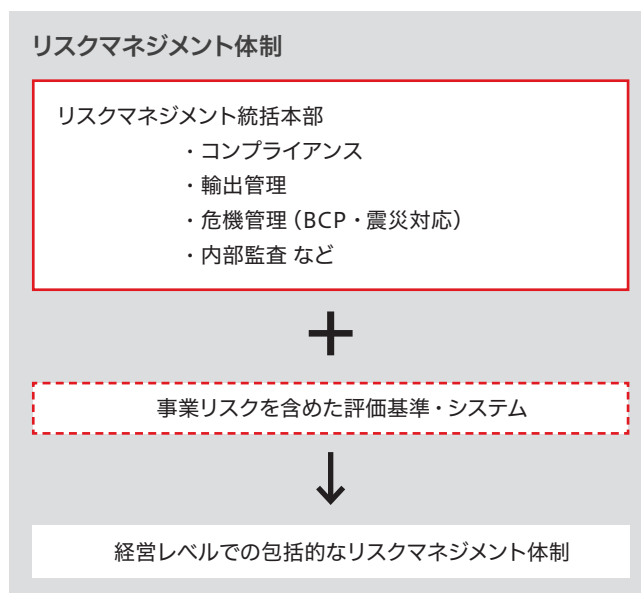 リスクマネジメント体制
リスクマネジメント統括本部
・コンプライアンス
・輸出管理
・危機管理（BCP・震災対応）
・内部監査 など
＋
事業リスクを含めた評価基準・システム
↓
経営レベルでの包括的なリスクマネジメント体制